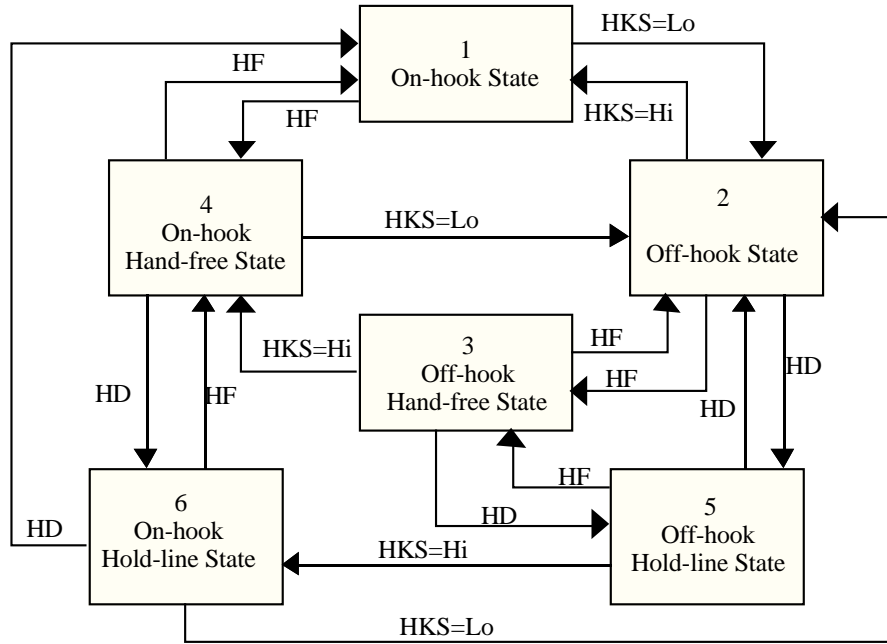 1
On-hook State
HKS=Lo
HF
HF
HKS=Hi
4
On-hook
Hand-free State
HKS=Lo
2
Off-hook State
HKS=Hi
3
Off-hook
Hand-free State
HF
HF
HD
HF
HD
HD
HF
HD
6
On-hook
Hold-line State
HD
HKS=Hi
5
Off-hook
Hold-line State
HKS=Lo